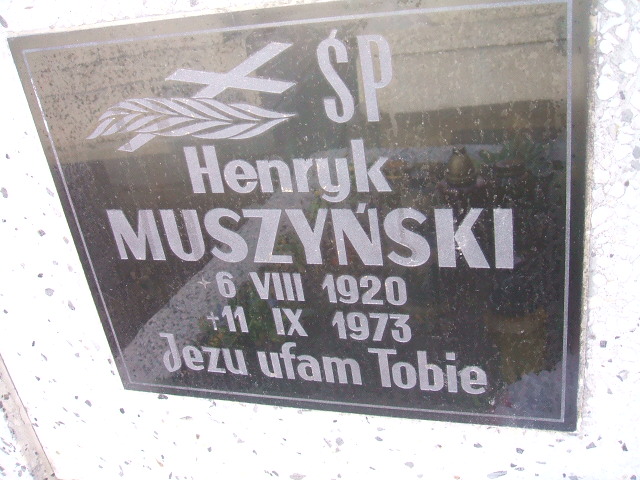 ŚP
Henryk
MUSZYŃSKI
* 6 VIII 1920
+ 11 IX 1973
Jezu ufam Tobie